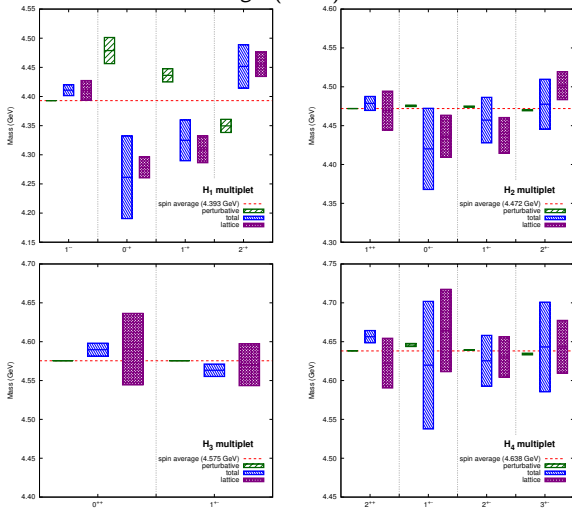 4.55
4.50
4.45
4.40
4.35
4.30
4.25
4.20
4.15
Mass (GeV)
H1 multiplet
spin average (4.393 GeV)
perturbative
total
lattice
1⁻⁻ 0⁻⁺ 1⁻⁺ 2⁻⁺
4.60
4.55
4.50
4.45
4.40
4.35
4.30
Mass (GeV)
H2 multiplet
spin average (4.472 GeV)
perturbative
total
lattice
1⁺⁺ 0⁺⁻ 1⁺⁻ 2⁺⁻
4.70
4.65
4.60
4.55
4.50
4.45
4.40
Mass (GeV)
H3 multiplet
spin average (4.575 GeV)
perturbative
total
lattice
0⁺⁺ 1⁺⁻
4.75
4.70
4.65
4.60
4.55
4.50
4.45
Mass (GeV)
H4 multiplet
spin average (4.638 GeV)
perturbative
total
lattice
2⁺⁺ 1⁺⁻ 2⁺⁻ 3⁺⁻